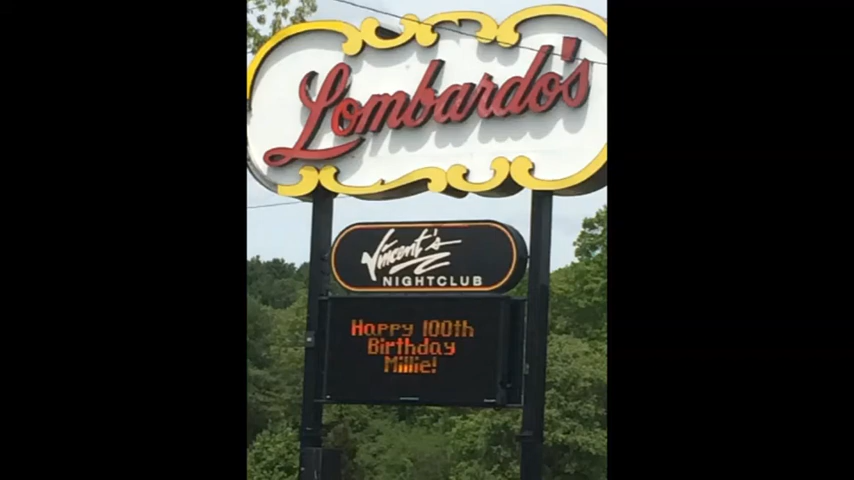 Lombardo's
Vincent's
NIGHTCLUB
Happy 100th
Birthday
Millie!